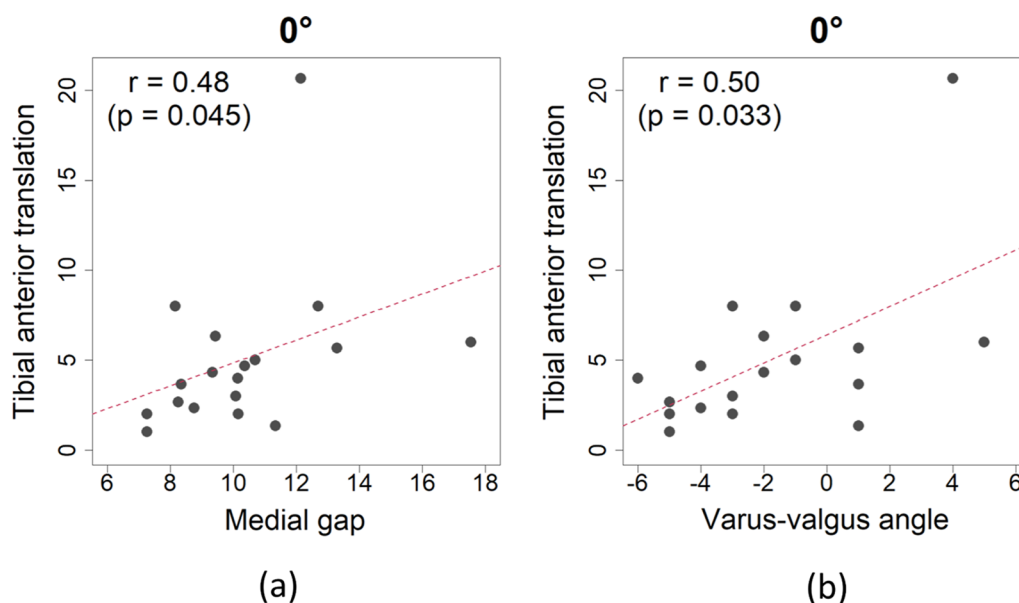 0°
r = 0.48
(p = 0.045)
Tibial anterior translation
20
15
10
5
0
6 8 10 12 14 16 18
Medial gap
(a)
0°
r = 0.50
(p = 0.033)
Tibial anterior translation
20
15
10
5
0
-6 -4 -2 0 2 4 6
Varus-valgus angle
(b)